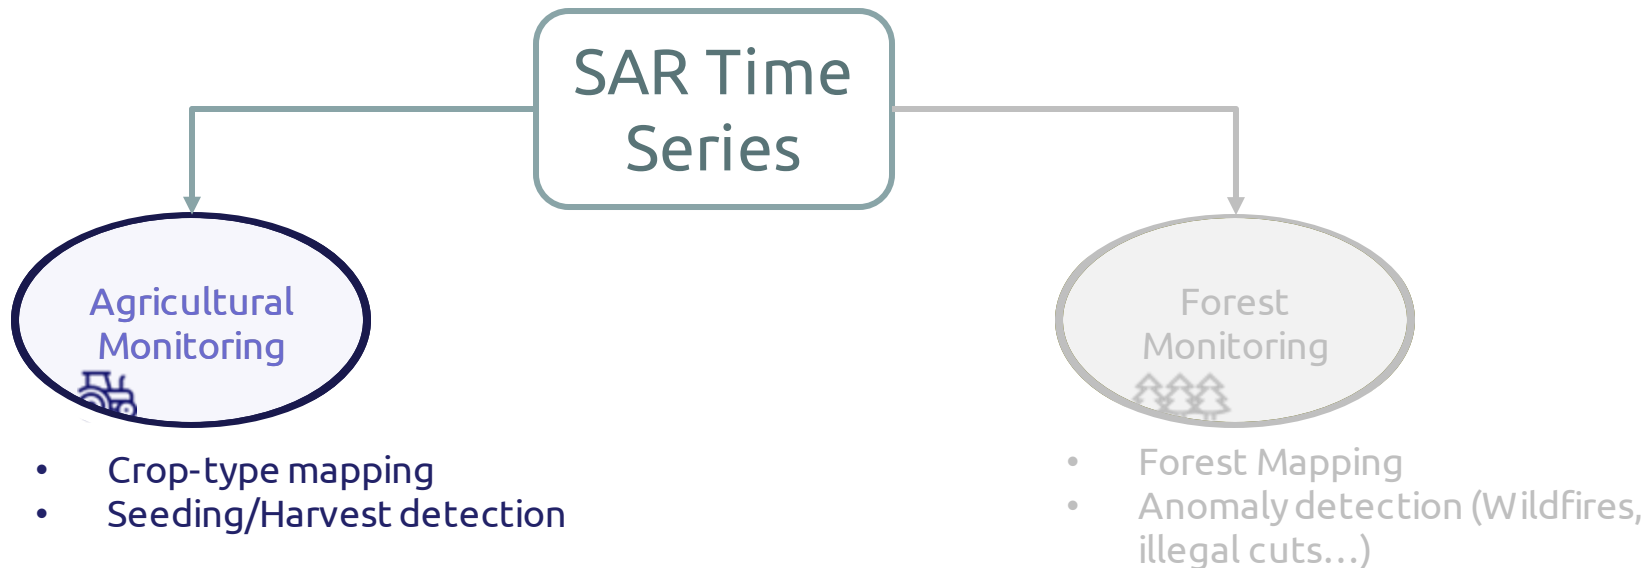 SAR Time
Series
Agricultural
Monitoring
• Crop-type mapping
• Seeding/Harvest detection
Forest
Monitoring
• Forest Mapping
• Anomaly detection (Wildfires,
illegal cuts…)